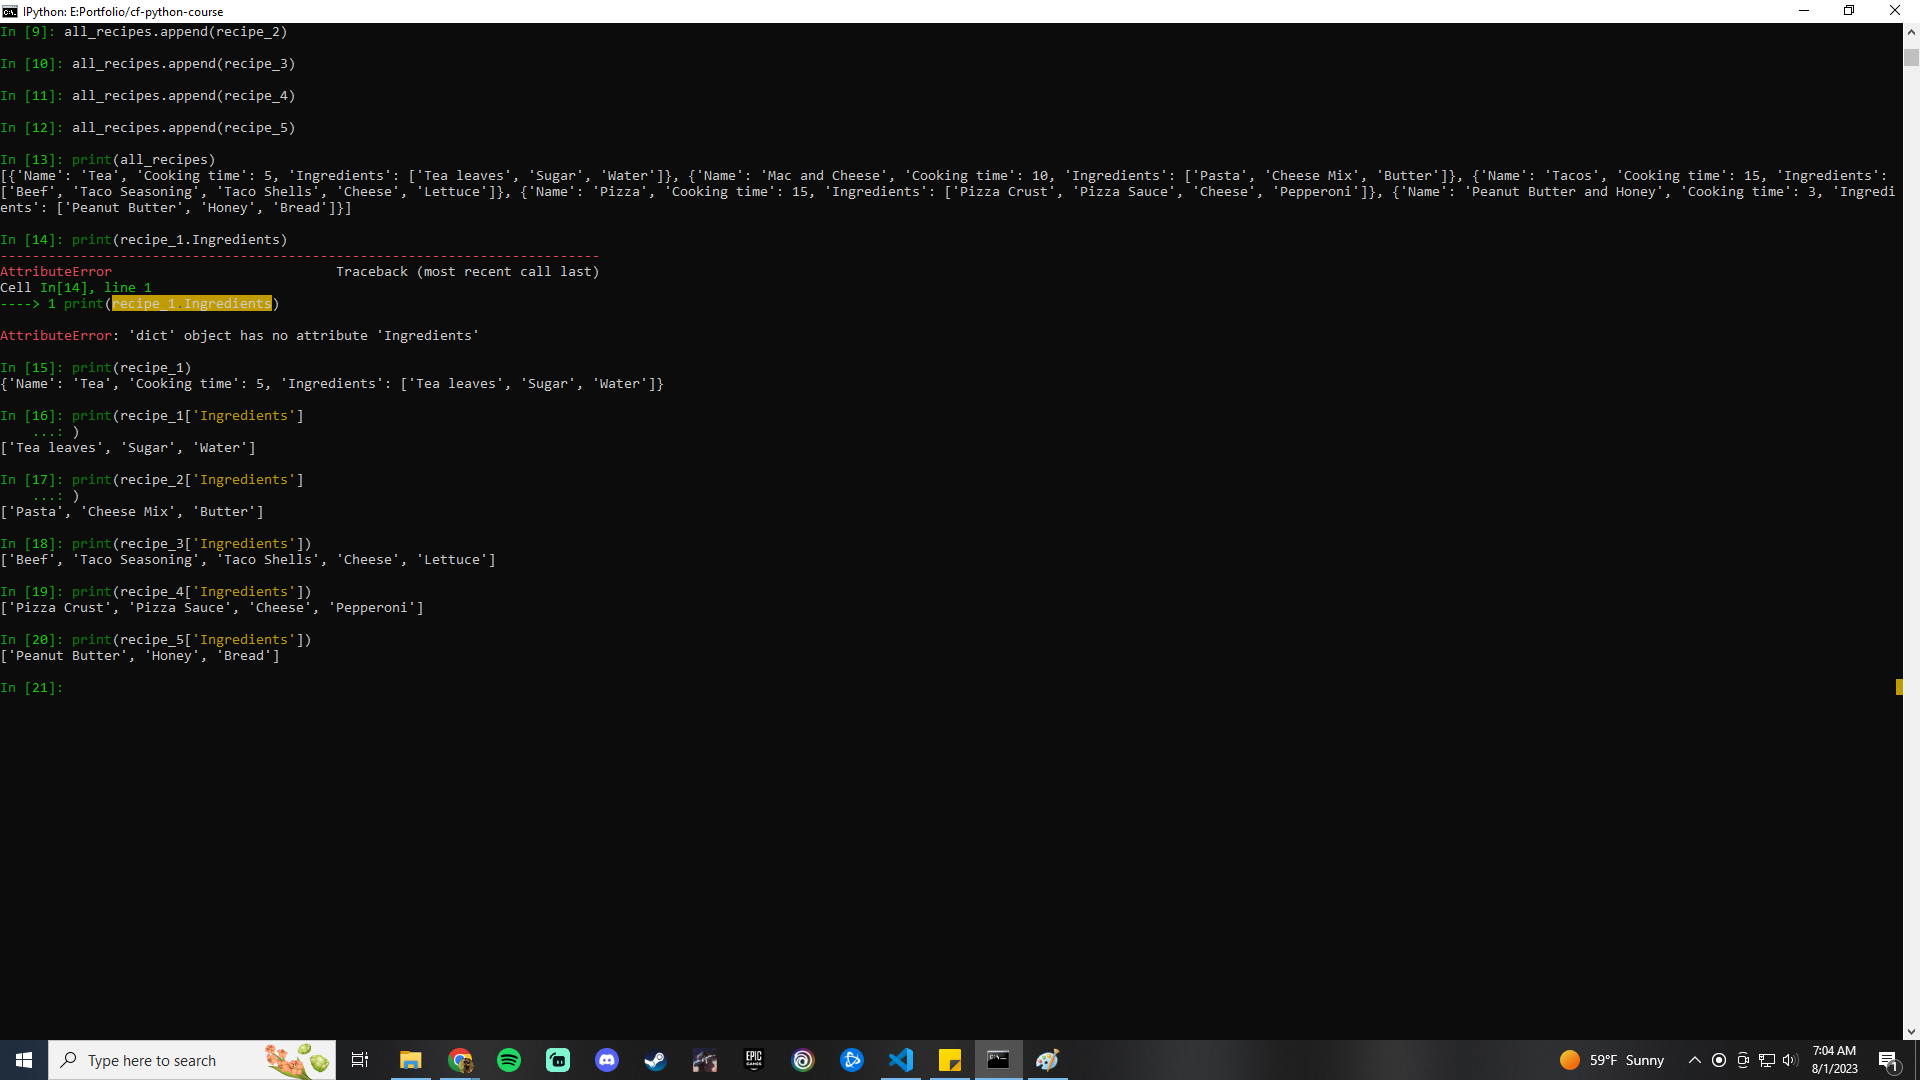 IPython: E:Portfolio/cf-python-course
In [9]: all_recipes.append(recipe_2)
In [10]: all_recipes.append(recipe_3)
In [11]: all_recipes.append(recipe_4)
In [12]: all_recipes.append(recipe_5)
In [13]: print(all_recipes)
[{'Name': 'Tea', 'Cooking time': 5, 'Ingredients': ['Tea leaves', 'Sugar', 'Water']}, {'Name': 'Mac and Cheese', 'Cooking time': 10, 'Ingredients': ['Pasta', 'Cheese Mix', 'Butter']}, {'Name': 'Tacos', 'Cooking time': 15, 'Ingredients':
['Beef', 'Taco Seasoning', 'Taco Shells', 'Cheese', 'Lettuce']}, {'Name': 'Pizza', 'Cooking time': 15, 'Ingredients': ['Pizza Crust', 'Pizza Sauce', 'Cheese', 'Pepperoni']}, {'Name': 'Peanut Butter and Honey', 'Cooking time': 3, 'Ingredi
ents': ['Peanut Butter', 'Honey', 'Bread']}]
In [14]: print(recipe_1.Ingredients)
---------------------------------------------------------------------------
AttributeError                            Traceback (most recent call last)
Cell In[14], line 1
----> 1 print(recipe_1.Ingredients)
AttributeError: 'dict' object has no attribute 'Ingredients'
In [15]: print(recipe_1)
{'Name': 'Tea', 'Cooking time': 5, 'Ingredients': ['Tea leaves', 'Sugar', 'Water']}
In [16]: print(recipe_1['Ingredients']
    ...: )
['Tea leaves', 'Sugar', 'Water']
In [17]: print(recipe_2['Ingredients']
    ...: )
['Pasta', 'Cheese Mix', 'Butter']
In [18]: print(recipe_3['Ingredients'])
['Beef', 'Taco Seasoning', 'Taco Shells', 'Cheese', 'Lettuce']
In [19]: print(recipe_4['Ingredients'])
['Pizza Crust', 'Pizza Sauce', 'Cheese', 'Pepperoni']
In [20]: print(recipe_5['Ingredients'])
['Peanut Butter', 'Honey', 'Bread']
In [21]:
Type here to search
EPIC
GAMES
59°F Sunny
7:04 AM
8/1/2023
1